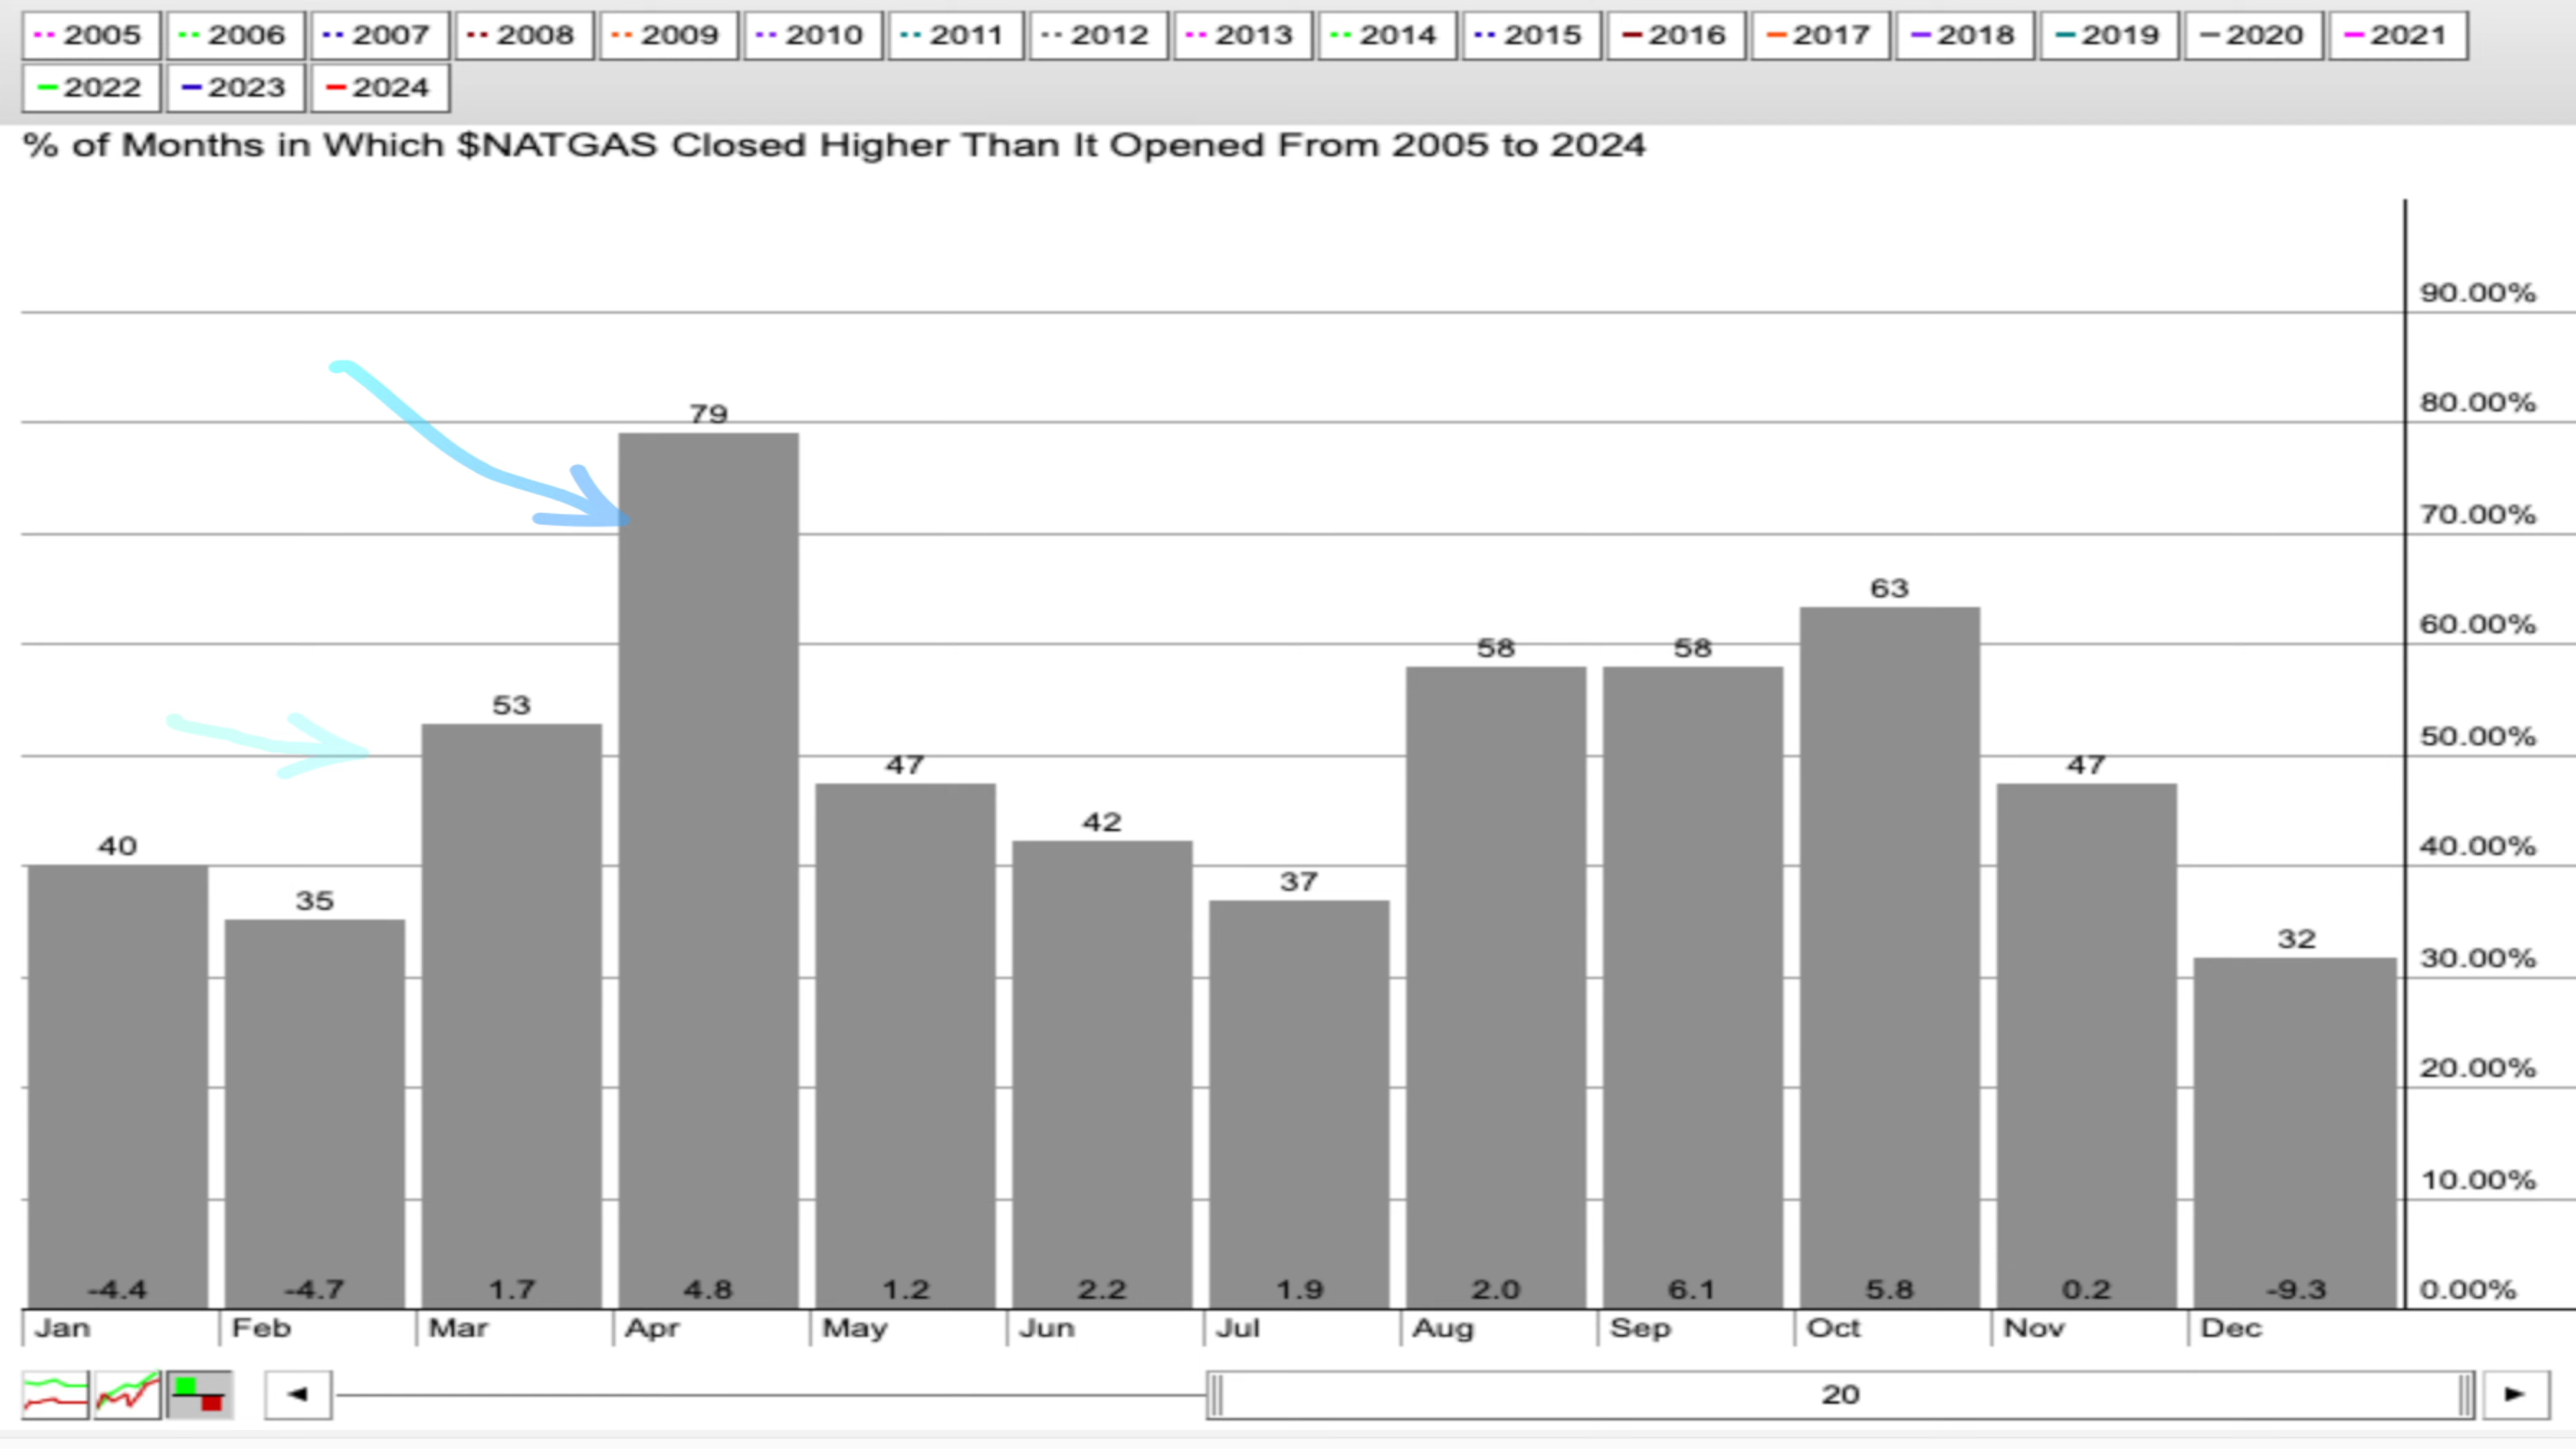 2005 2006 2007 2008 2009 2010 2011 2012 2013 2014 2015 2016 2017 2018 2019 2020 2021
2022 2023 2024
% of Months in Which $NATGAS Closed Higher Than It Opened From 2005 to 2024
90.00%
79 80.00%
70.00%
63
58 58 60.00%
53
47 47 50.00%
42
40 40.00%
35 37
32 30.00%
20.00%
10.00%
-4.4 -4.7 1.7 4.8 1.2 2.2 1.9 2.0 6.1 5.8 0.2 -9.3 0.00%
Jan Feb Mar Apr May Jun Jul Aug Sep Oct Nov Dec
20